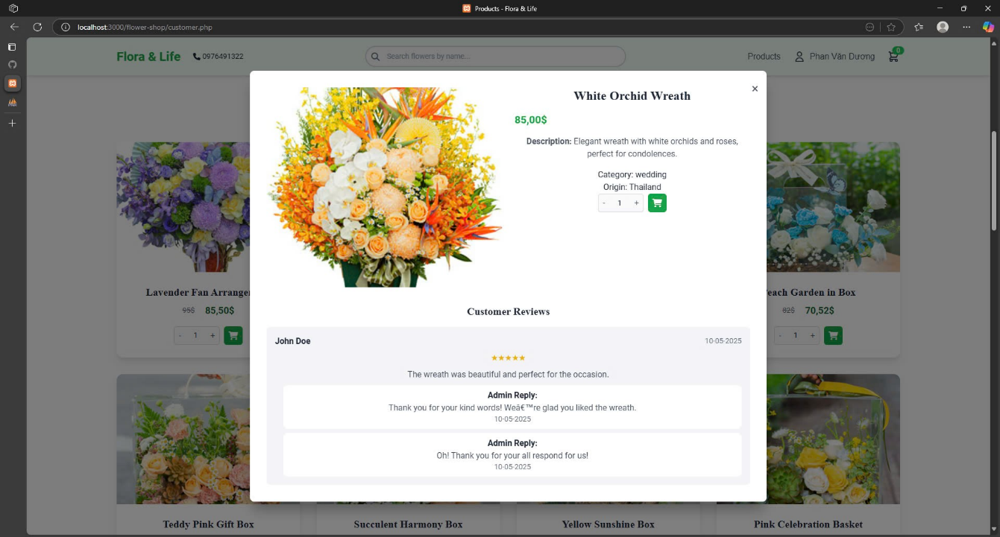 Products - Flora & Life
localhost:3000/flower-shop/customer.php
Flora & Life
0976491322
Search flowers by name...
Products
Phan Văn Dương
0
White Orchid Wreath
85,00$
Description: Elegant wreath with white orchids and roses,
perfect for condolences.
Category: wedding
Origin: Thailand
- 1 +
Customer Reviews
John Doe
10-05-2025
★★★★★
The wreath was beautiful and perfect for the occasion.
Admin Reply:
Thank you for your kind words! Weâ€™re glad you liked the wreath.
10-05-2025
Admin Reply:
Oh! Thank you for your all respond for us!
10-05-2025
Lavender Fan Arranger
95$ 85,50$
- 1 +
each Garden in Box
82$ 70,52$
- 1 +
Teddy Pink Gift Box
Succulent Harmony Box
Yellow Sunshine Box
Pink Celebration Basket